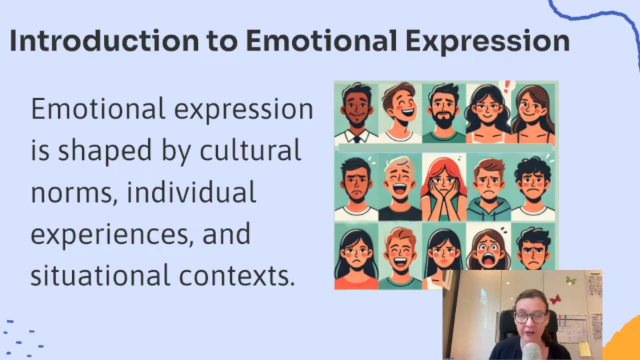 Introduction to Emotional Expression
Emotional expression
is shaped by cultural
norms, individual
experiences, and
situational contexts.